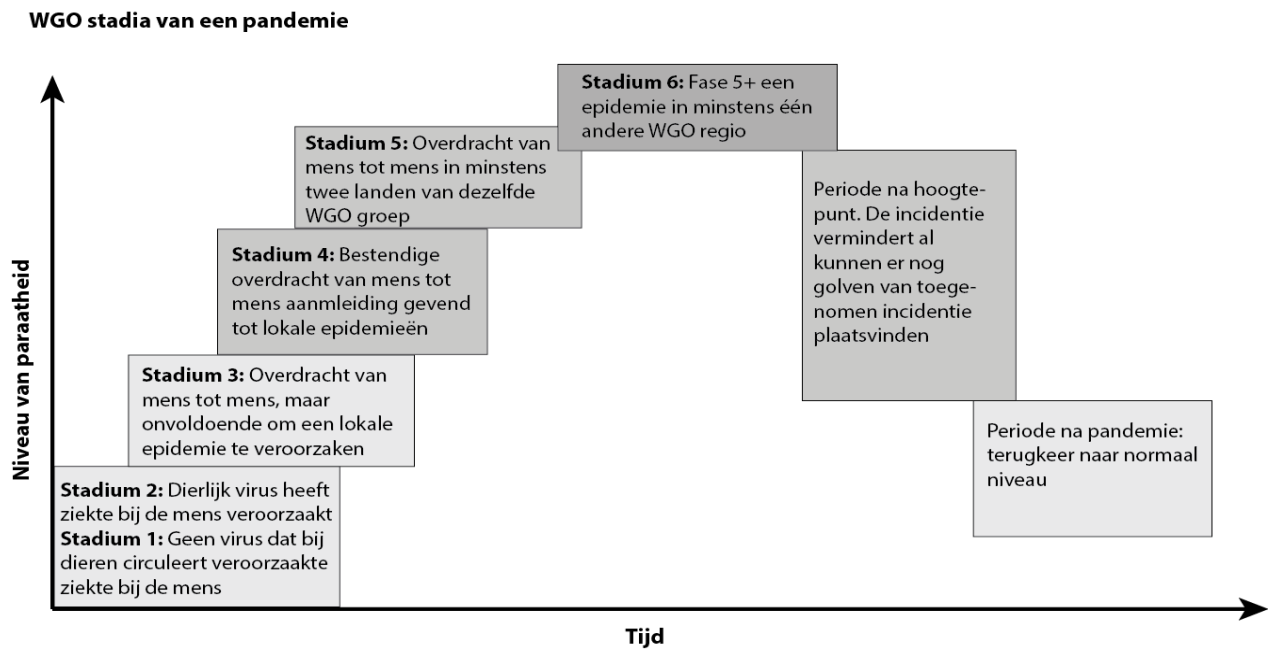 WGO stadia van een pandemie
Stadium 6: Fase 5+ een
epidemie in minstens één
andere WGO regio
Stadium 5: Overdracht van
mens tot mens in minstens
twee landen van dezelfde
WGO groep
Stadium 4: Bestendige
overdracht van mens tot
mens aanmleiding gevend
tot lokale epidemieën
Stadium 3: Overdracht van
mens tot mens, maar
onvoldoende om een lokale
epidemie te veroorzaken
Stadium 2: Dierlijk virus heeft
ziekte bij de mens veroorzaakt
Stadium 1: Geen virus dat bij
dieren circuleert veroorzaakte
ziekte bij de mens
Periode na hoogte-
punt. De incidentie
vermindert al
kunnen er nog
golven van toege-
nomen incidentie
plaatsvinden
Periode na pandemie:
terugkeer naar normaal
niveau
Niveau van paraatheid
Tijd